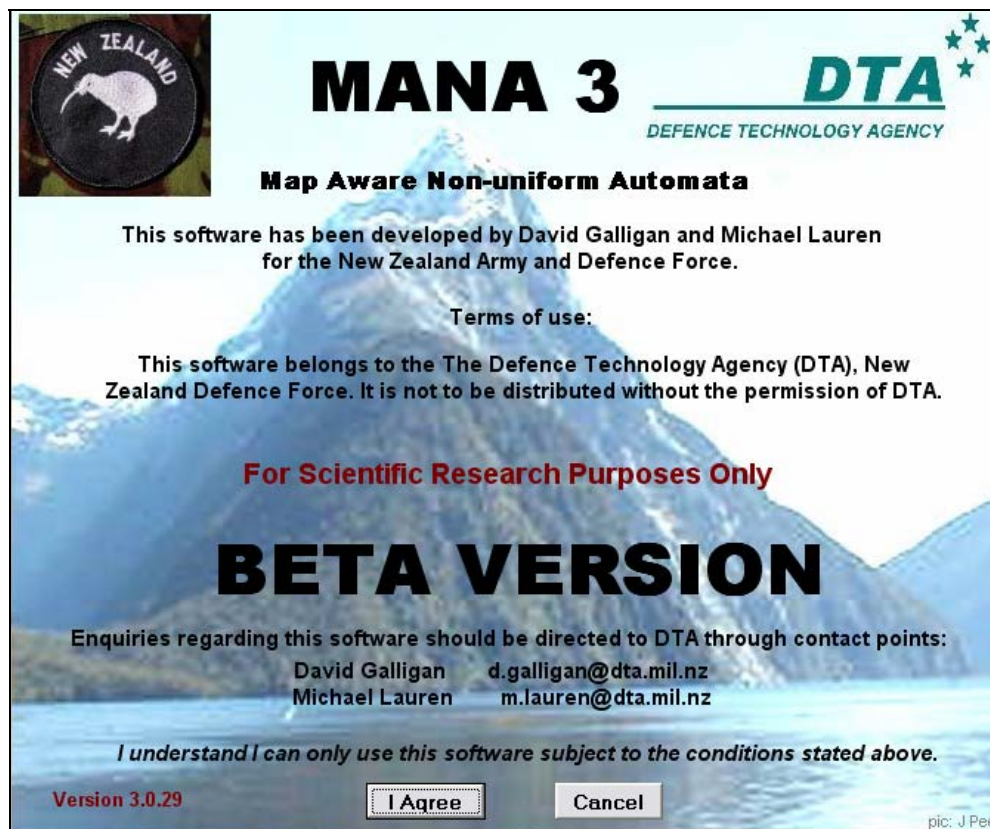 NEW ZEALAND
MANA 3
DTA
DEFENCE TECHNOLOGY AGENCY
Map Aware Non-uniform Automata
This software has been developed by David Galligan and Michael Lauren
for the New Zealand Army and Defence Force.
Terms of use:
This software belongs to the The Defence Technology Agency (DTA), New
Zealand Defence Force. It is not to be distributed without the permission of DTA.
For Scientific Research Purposes Only
BETA VERSION
Enquiries regarding this software should be directed to DTA through contact points:
David Galligan d.galligan@dta.mil.nz
Michael Lauren m.lauren@dta.mil.nz
I understand I can only use this software subject to the conditions stated above.
Version 3.0.29
I Agree
Cancel
pic: J